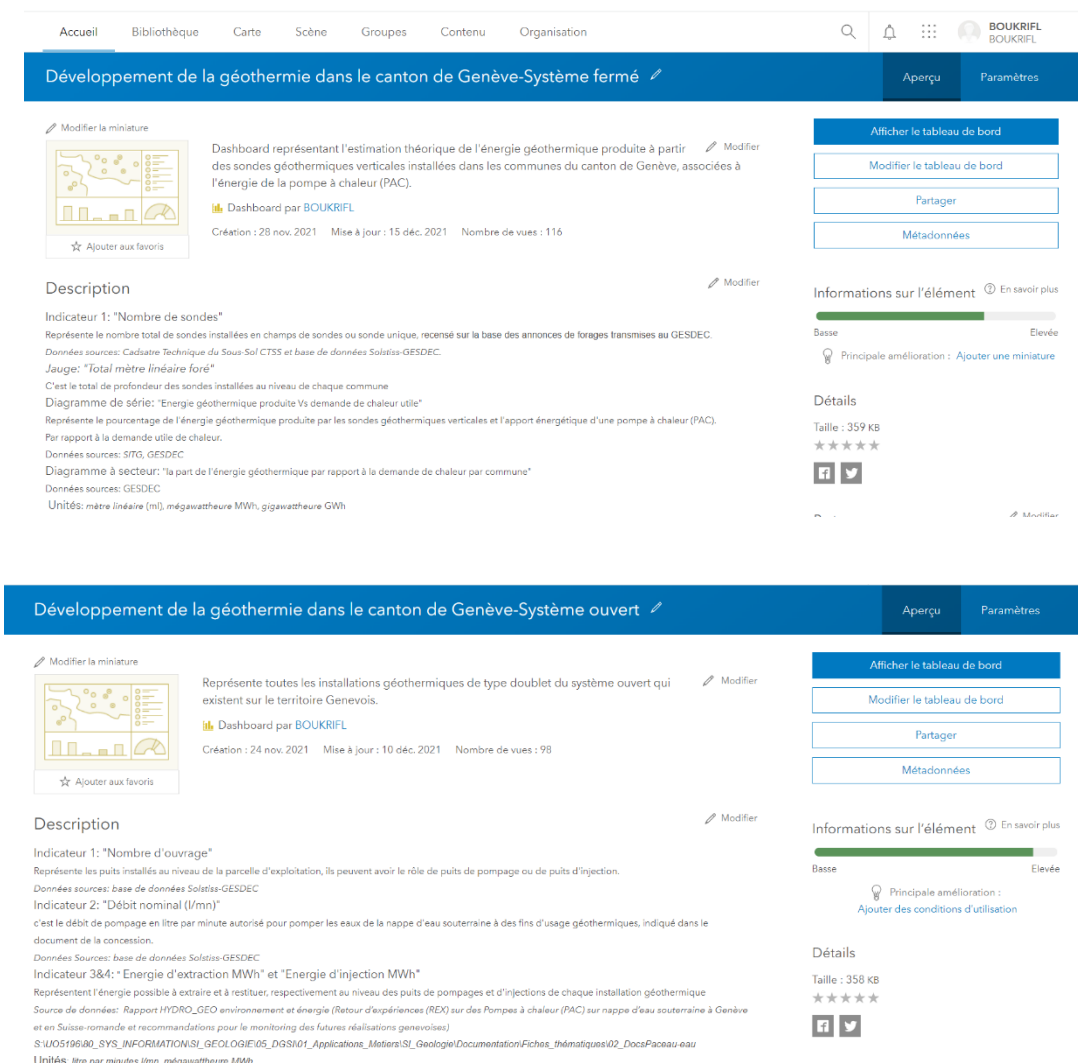 Accueil Bibliothèque Carte Scène Groupes Contenu Organisation BOUKRIFL
BOUKRIFL
Développement de la géothermie dans le canton de Genève-Système fermé Aperçu Paramètres
Modifier la miniature
Dashboard représentant l'estimation théorique de l'énergie géothermique produite à partir Modifier
des sondes géothermiques verticales installées dans les communes du canton de Genève, associées à
l'énergie de la pompe à chaleur (PAC).
Dashboard par BOUKRIFL
Création : 28 nov. 2021 Mise à jour : 15 déc. 2021 Nombre de vues : 116
Ajouter aux favoris
Afficher le tableau de bord
Modifier le tableau de bord
Partager
Métadonnées
Description Modifier
Indicateur 1: "Nombre de sondes"
Représente le nombre total de sondes installées en champs de sondes ou sonde unique, recensé sur la base des annonces de forages transmises au GESDEC.
Données sources: Cadsatre Technique du Sous-Sol CTSS et base de données Solstiss-GESDEC.
Jauge: "Total mètre linéaire foré"
C'est le total de profondeur des sondes installées au niveau de chaque commune
Diagramme de série: "Energie géothermique produite Vs demande de chaleur utile"
Représente le pourcentage de l'énergie géothermique produite par les sondes géothermiques verticales et l'apport énergétique d'une pompe à chaleur (PAC).
Par rapport à la demande utile de chaleur.
Données sources: SITG, GESDEC
Diagramme à secteur: "la part de l'énergie géothermique par rapport à la demande de chaleur par commune"
Données sources: GESDEC
Unités: mètre linéaire (ml), mégawattheure MWh, gigawattheure GWh
Informations sur l'élément En savoir plus
Basse Elevée
Principale amélioration : Ajouter une miniature
Détails
Taille : 359 KB
Modifier
Développement de la géothermie dans le canton de Genève-Système ouvert Aperçu Paramètres
Modifier la miniature
Représente toutes les installations géothermiques de type doublet du système ouvert qui Modifier
existent sur le territoire Genevois.
Dashboard par BOUKRIFL
Création : 24 nov. 2021 Mise à jour : 10 déc. 2021 Nombre de vues : 98
Ajouter aux favoris
Afficher le tableau de bord
Modifier le tableau de bord
Partager
Métadonnées
Description Modifier
Indicateur 1: "Nombre d'ouvrage"
Représente les puits installés au niveau de la parcelle d'exploitation, ils peuvent avoir le rôle de puits de pompage ou de puits d'injection.
Données sources: base de données Solstiss-GESDEC
Indicateur 2: "Débit nominal (l/mn)"
c'est le débit de pompage en litre par minute autorisé pour pomper les eaux de la nappe d'eau souterraine à des fins d'usage géothermiques, indiqué dans le
document de la concession.
Données Sources: base de données Solstiss-GESDEC
Indicateur 3&4: " Energie d'extraction MWh" et "Energie d'injection MWh"
Représentent l'énergie possible à extraire et à restituer, respectivement au niveau des puits de pompages et d'injections de chaque installation géothermique
Source de données: Rapport HYDRO_GEO environnement et énergie (Retour d'expériences (REX) sur des Pompes à chaleur (PAC) sur nappe d'eau souterraine à Genève
et en Suisse-romande et recommandations pour le monitoring des futures réalisations genevoises)
S:\UO5196\80_SYS_INFORMATION\SI_GEOLOGIE\05_DGSI\01_Applications_Metiers\SI_Geologie\Documentation\Fiches_thématiques\02_DocsPaceau-eau
Unités: litre par minutes l/mn, mégawattheure MWh
Informations sur l'élément En savoir plus
Basse Elevée
Principale amélioration :
Ajouter des conditions d'utilisation
Détails
Taille : 358 KB